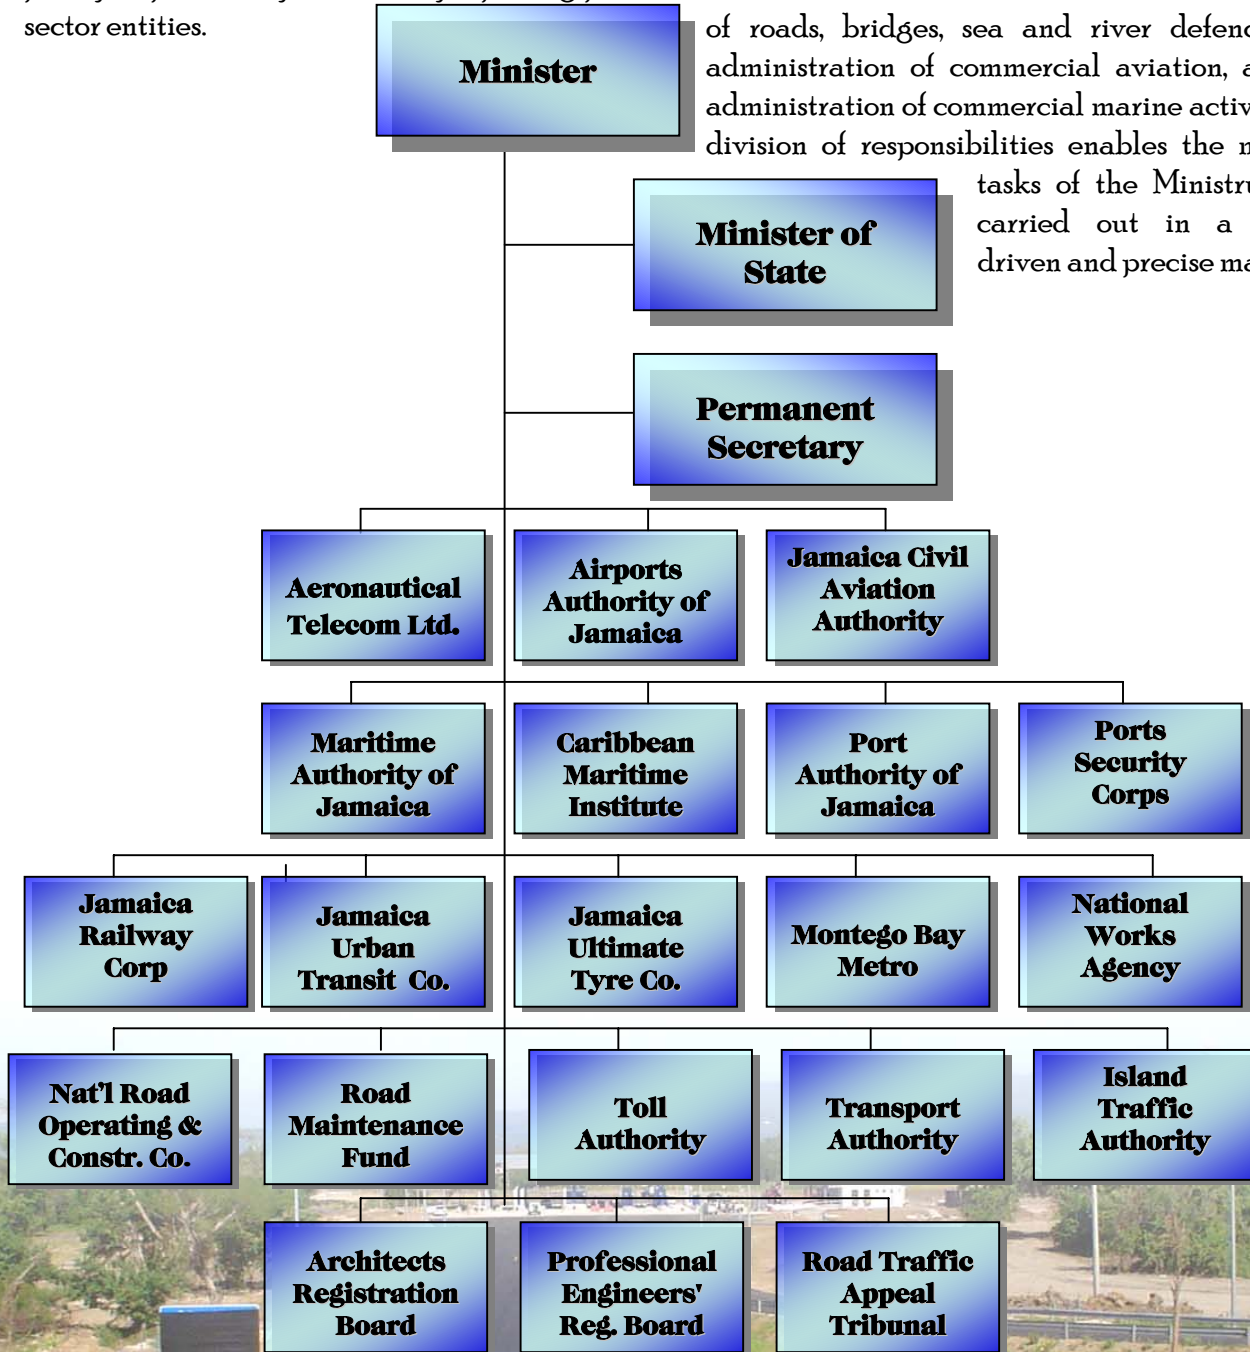 sector entities.
of roads, bridges, sea and river
administration of commercial aviation,
administration of commercial marine
division of responsibilities enables the
tasks of the Ministry
carried out in a
driven and precise
Minister
Minister of
State
Permanent
Secretary
Aeronautical
Telecom Ltd.
Airports
Authority of
Jamaica
Jamaica Civil
Aviation
Authority
Maritime
Authority of
Jamaica
Caribbean
Maritime
Institute
Port
Authority of
Jamaica
Ports
Security
Corps
Jamaica
Railway
Corp
Jamaica
Urban
Transit Co.
Jamaica
Ultimate
Tyre Co.
Montego Bay
Metro
National
Works
Agency
Nat'l Road
Operating &
Constr. Co.
Road
Maintenance
Fund
Toll
Authority
Transport
Authority
Island
Traffic
Authority
Architects
Registration
Board
Professional
Engineers'
Reg. Board
Road Traffic
Appeal
Tribunal